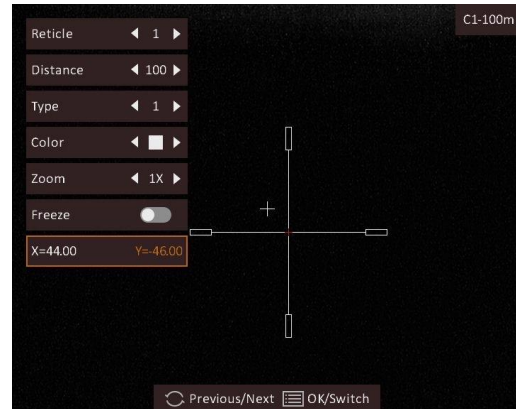 C1-100m
Reticle 1
Distance 100
Type 1
Color
Zoom 1X
Freeze
X=44.00 Y=-46.00
Previous/Next OK/Switch